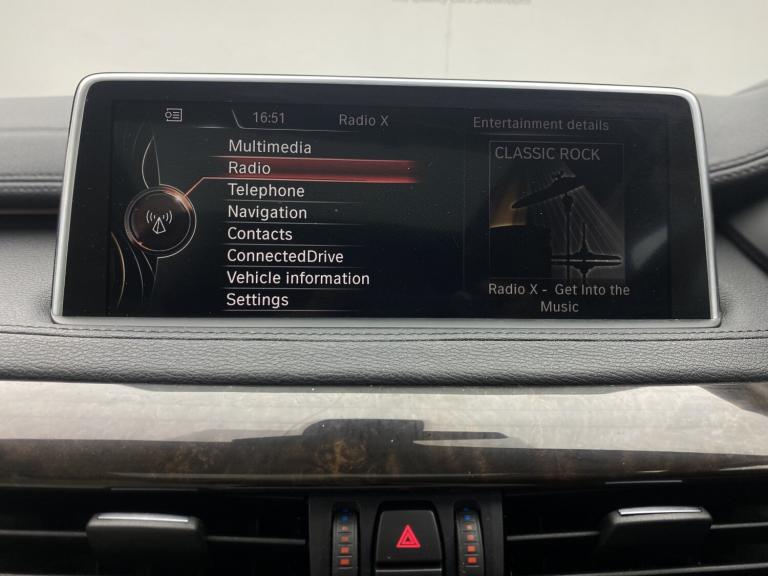 16:51
Radio X
Entertainment details
Multimedia
Radio
Telephone
Navigation
Contacts
ConnectedDrive
Vehicle information
Settings
CLASSIC ROCK
Radio X - Get Into the
Music